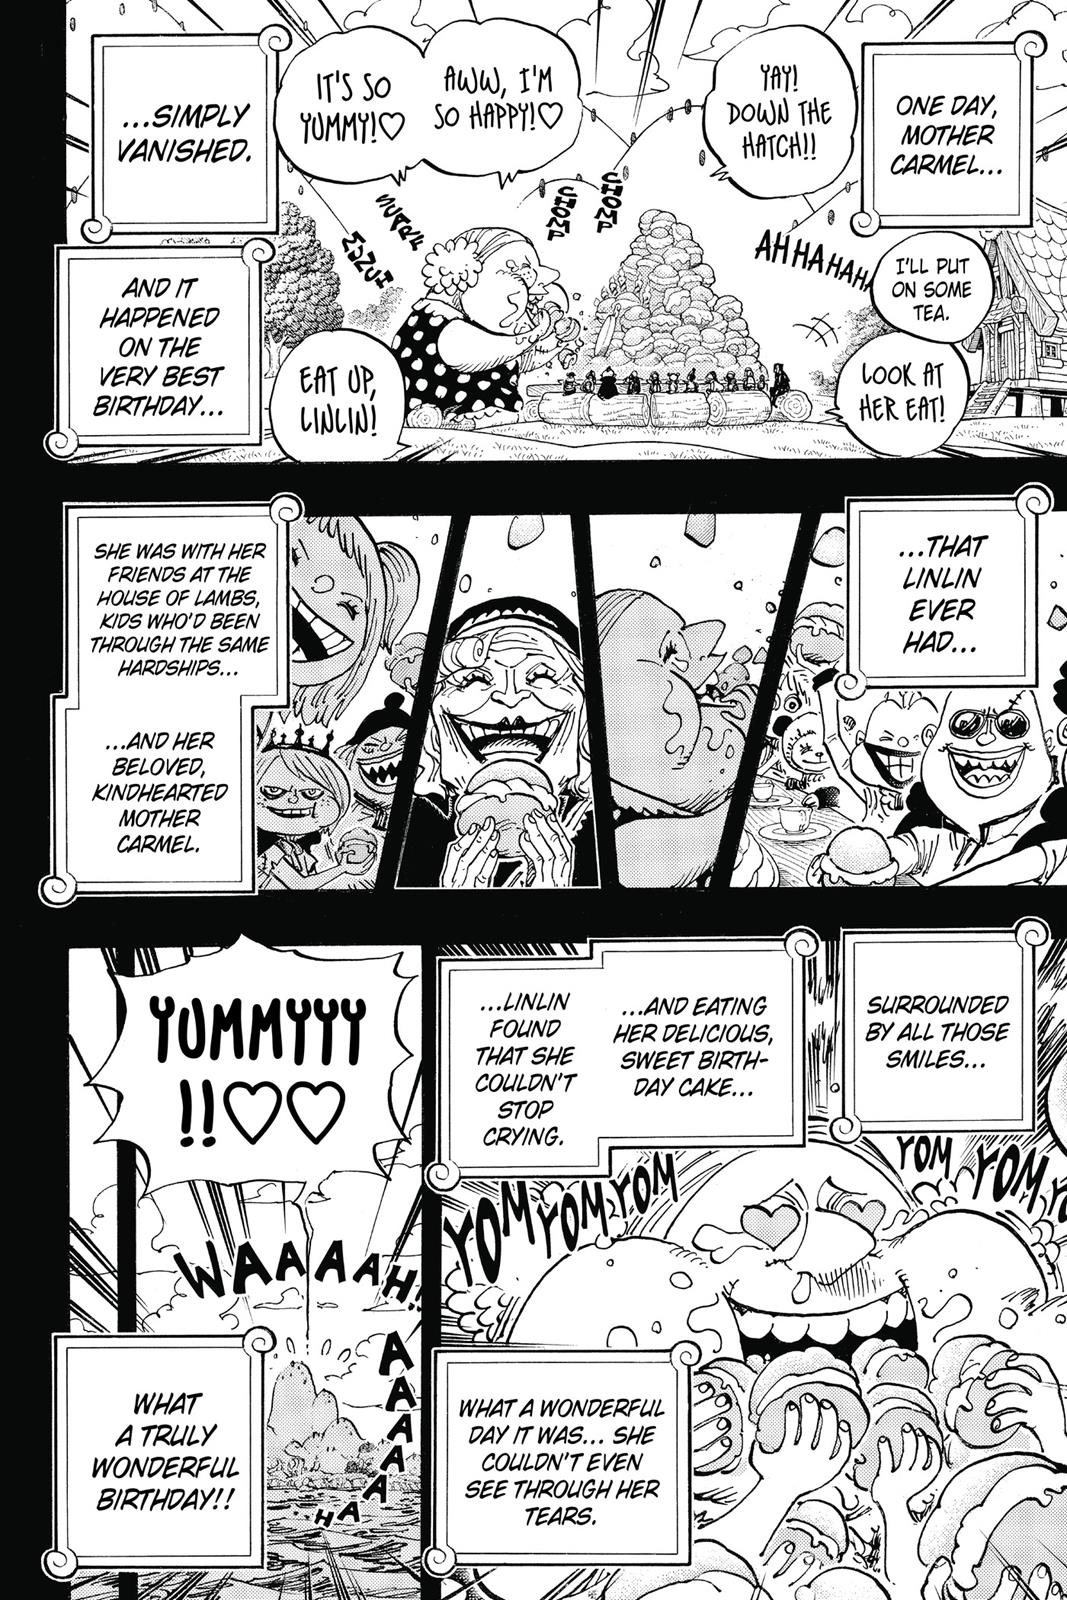 ONE DAY,
MOTHER
CARMEL...
YAY!
DOWN THE
HATCH!!
AWW, I'M
SO HAPPY!♡
IT'S SO
YUMMY!♡
...SIMPLY
VANISHED.
AHHAHAHA
I'LL PUT
ON SOME
TEA.
LOOK AT
HER EAT!
CHOMP
CHOMP
EAT UP,
LINLIN!
AND IT
HAPPENED
ON THE
VERY BEST
BIRTHDAY...
...THAT
LINLIN
EVER
HAD...
SHE WAS WITH HER
FRIENDS AT THE
HOUSE OF LAMBS,
KIDS WHO'D BEEN
THROUGH THE SAME
HARDSHIPS...
...AND HER
BELOVED,
KINDHEARTED
MOTHER
CARMEL.
SURROUNDED
BY ALL THOSE
SMILES...
...AND EATING
HER DELICIOUS,
SWEET BIRTH-
DAY CAKE...
...LINLIN
FOUND
THAT SHE
COULDN'T
STOP
CRYING.
YOM YOM
YOM YOM YOM
WHAT A WONDERFUL
DAY IT WAS... SHE
COULDN'T EVEN
SEE THROUGH HER
TEARS.
YUMMYYY
!!♡♡
WAAAAH!!
AAAAA
HA
WHAT
A TRULY
WONDERFUL
BIRTHDAY!!